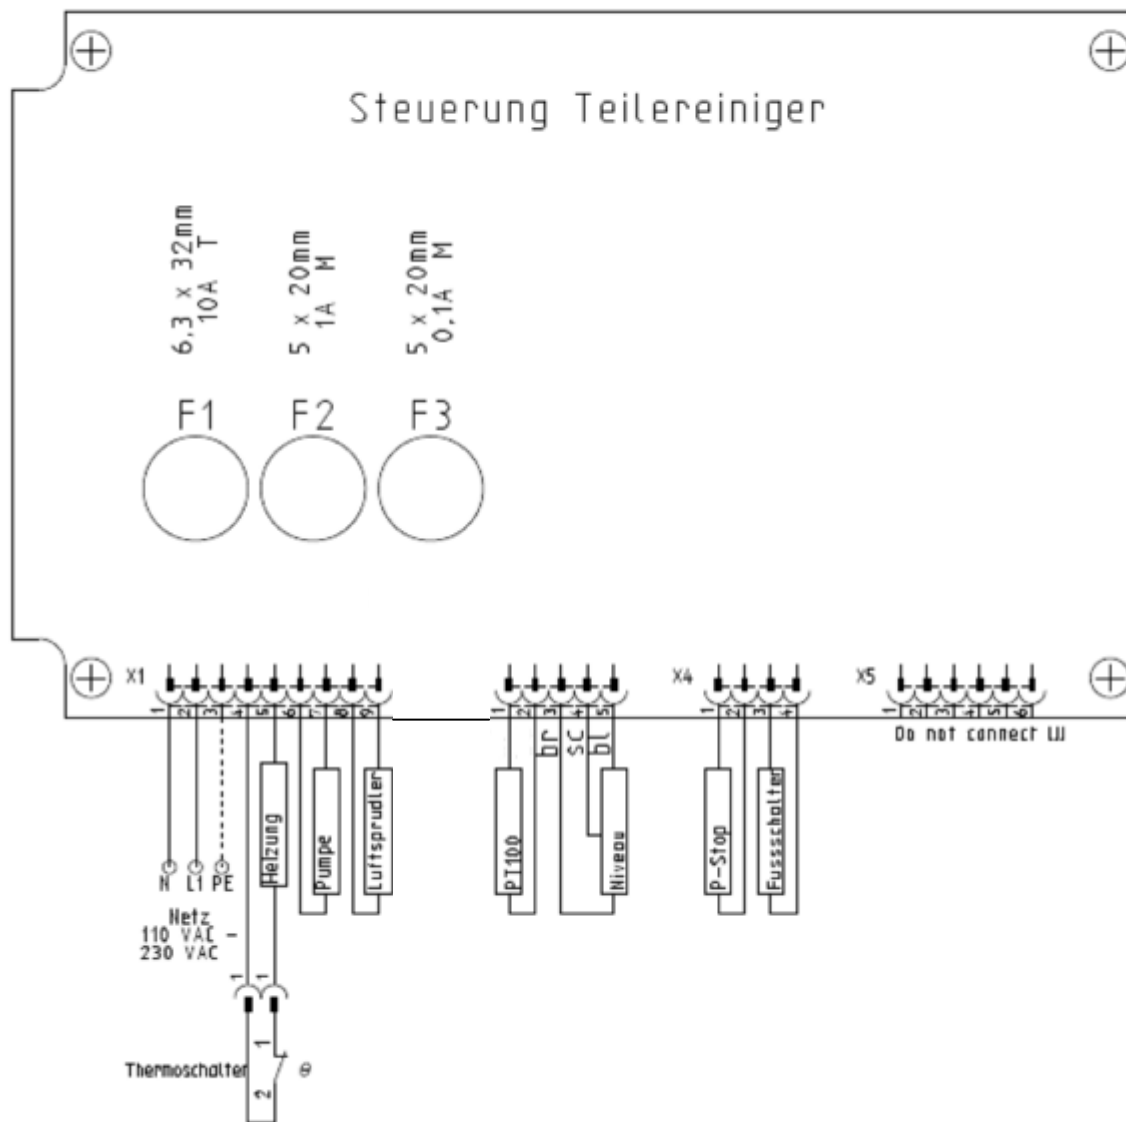 Steuerung Teilereiniger
6,3 x 32mm
10A T
5 x 20mm
1A M
5 x 20mm
0,1A M
F1
F2
F3
X1
1 2 3 4 5 6 7 8 9
1 2 3 4 5
X4
1 2 3 4
X5
1 2 3 4 5 6
Do not connect
br
sc
bl
Heizung
Pumpe
Luftsprudler
PT100
Niveau
P-Stop
Fussschalter
N L1 PE
Netz
110 VAC -
230 VAC
1 1
1
Thermoschalter
θ
2